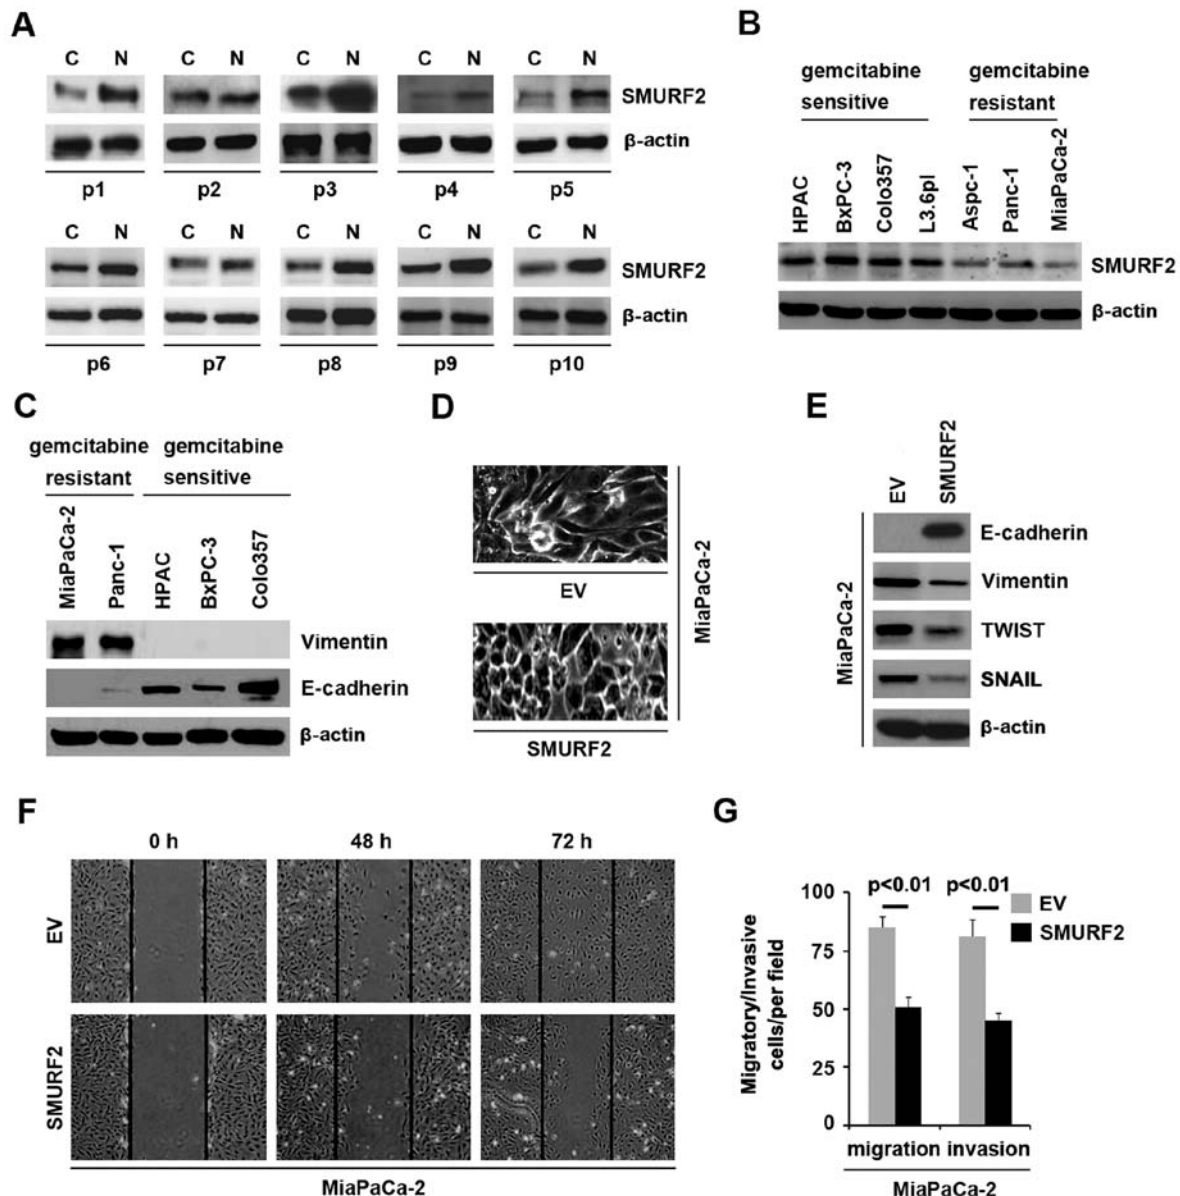 A
C N C N C N C N C N
SMURF2
β-actin
p1 p2 p3 p4 p5
C N C N C N C N C N
SMURF2
β-actin
p6 p7 p8 p9 p10
B
gemcitabine sensitive
gemcitabine resistant
HPAC BxPC-3 Colo357 L3.6pl Aspc-1 Panc-1 MiaPaCa-2
SMURF2
β-actin
C
gemcitabine resistant
gemcitabine sensitive
MiaPaCa-2 Panc-1 HPAC BxPC-3 Colo357
Vimentin
E-cadherin
β-actin
D
EV
SMURF2
MiaPaCa-2
E
EV SMURF2
MiaPaCa-2
E-cadherin
Vimentin
TWIST
SNAIL
β-actin
F
0 h 48 h 72 h
EV
SMURF2
MiaPaCa-2
G
Migratory/Invasive
cells/per field
100
75
50
25
0
p<0.01 p<0.01
EV
SMURF2
migration invasion
MiaPaCa-2